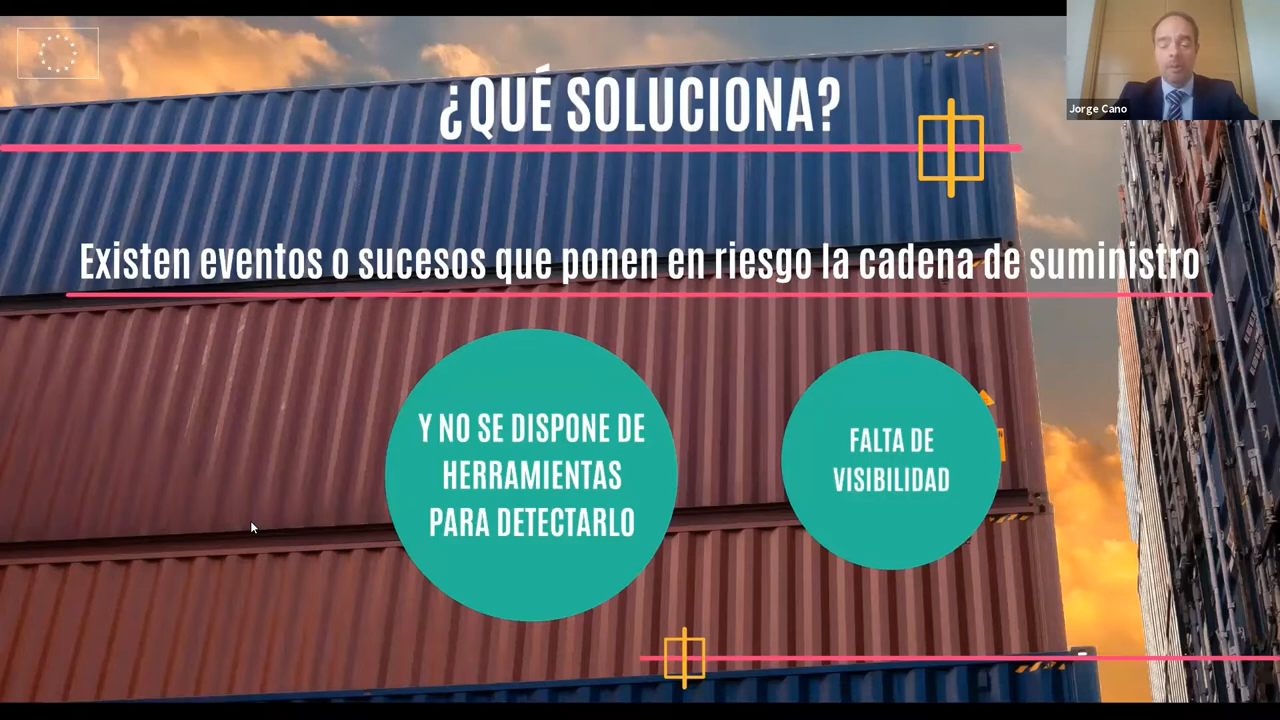 ¿QUÉ SOLUCIONA?
Jorge Cano
Existen eventos o sucesos que ponen en riesgo la cadena de suministro
Y NO SE DISPONE DE
HERRAMIENTAS
PARA DETECTARLO
FALTA DE
VISIBILIDAD